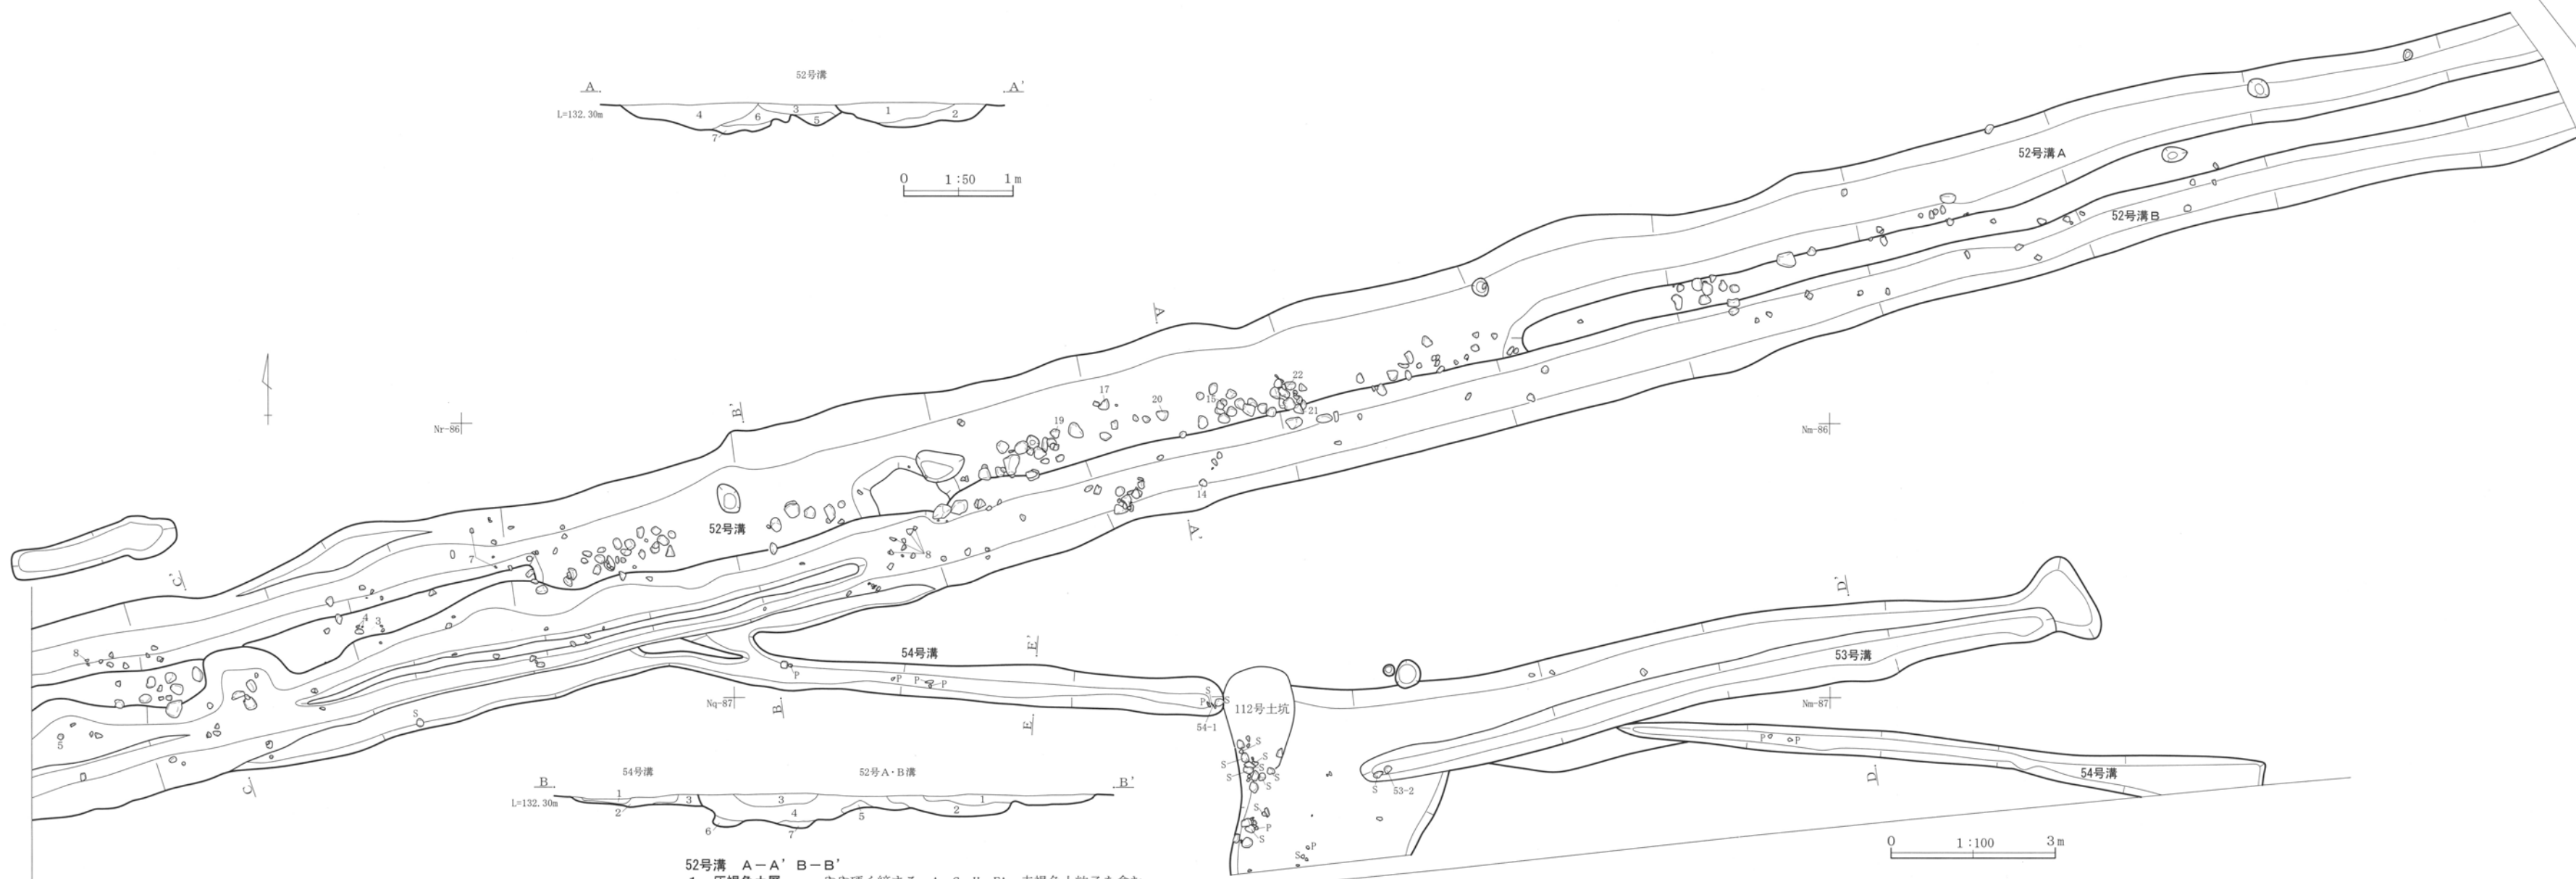 52号溝
A
A'
L=132.30m
4
6
3
5
1
2
7
0 1:50 1m
52号溝A
52号溝B
A
22
17
15
20
21
19
B'
Nr-86
Nm-86
14
A'
52号溝
8
7
C'
4
3
8
5
S
C
54号溝
E'
P
P
P
P
Nq-87
B
E
S
S
P
54-1
112号土坑
S
S
S
S
S
S
S
S
P
S
P
S
D'
53号溝
Nm-87
P
P
S
53-2
D
54号溝
0 1:100 3m
B
54号溝
52号A・B溝
B'
L=132.30m
1
2
3
3
4
5
6
7
1
2
52号溝 A－A' B－B'